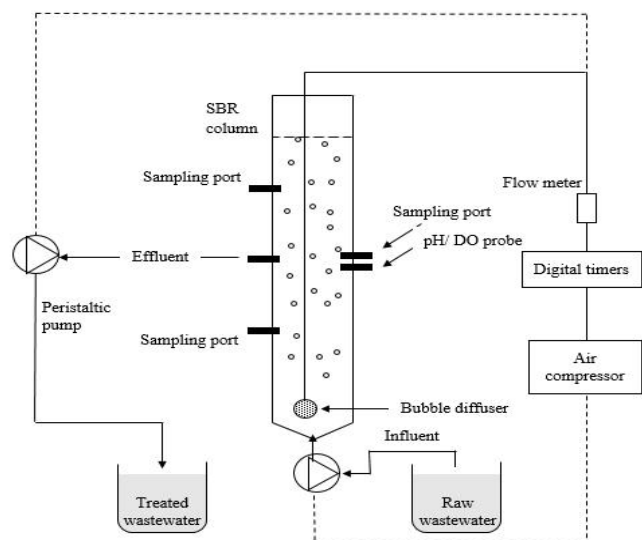 SBR
column
Sampling port
Flow meter
Sampling port
pH/ DO probe
Effluent
Digital timers
Peristaltic
pump
Sampling port
Air
compressor
Bubble diffuser
Influent
Treated
wastewater
Raw
wastewater